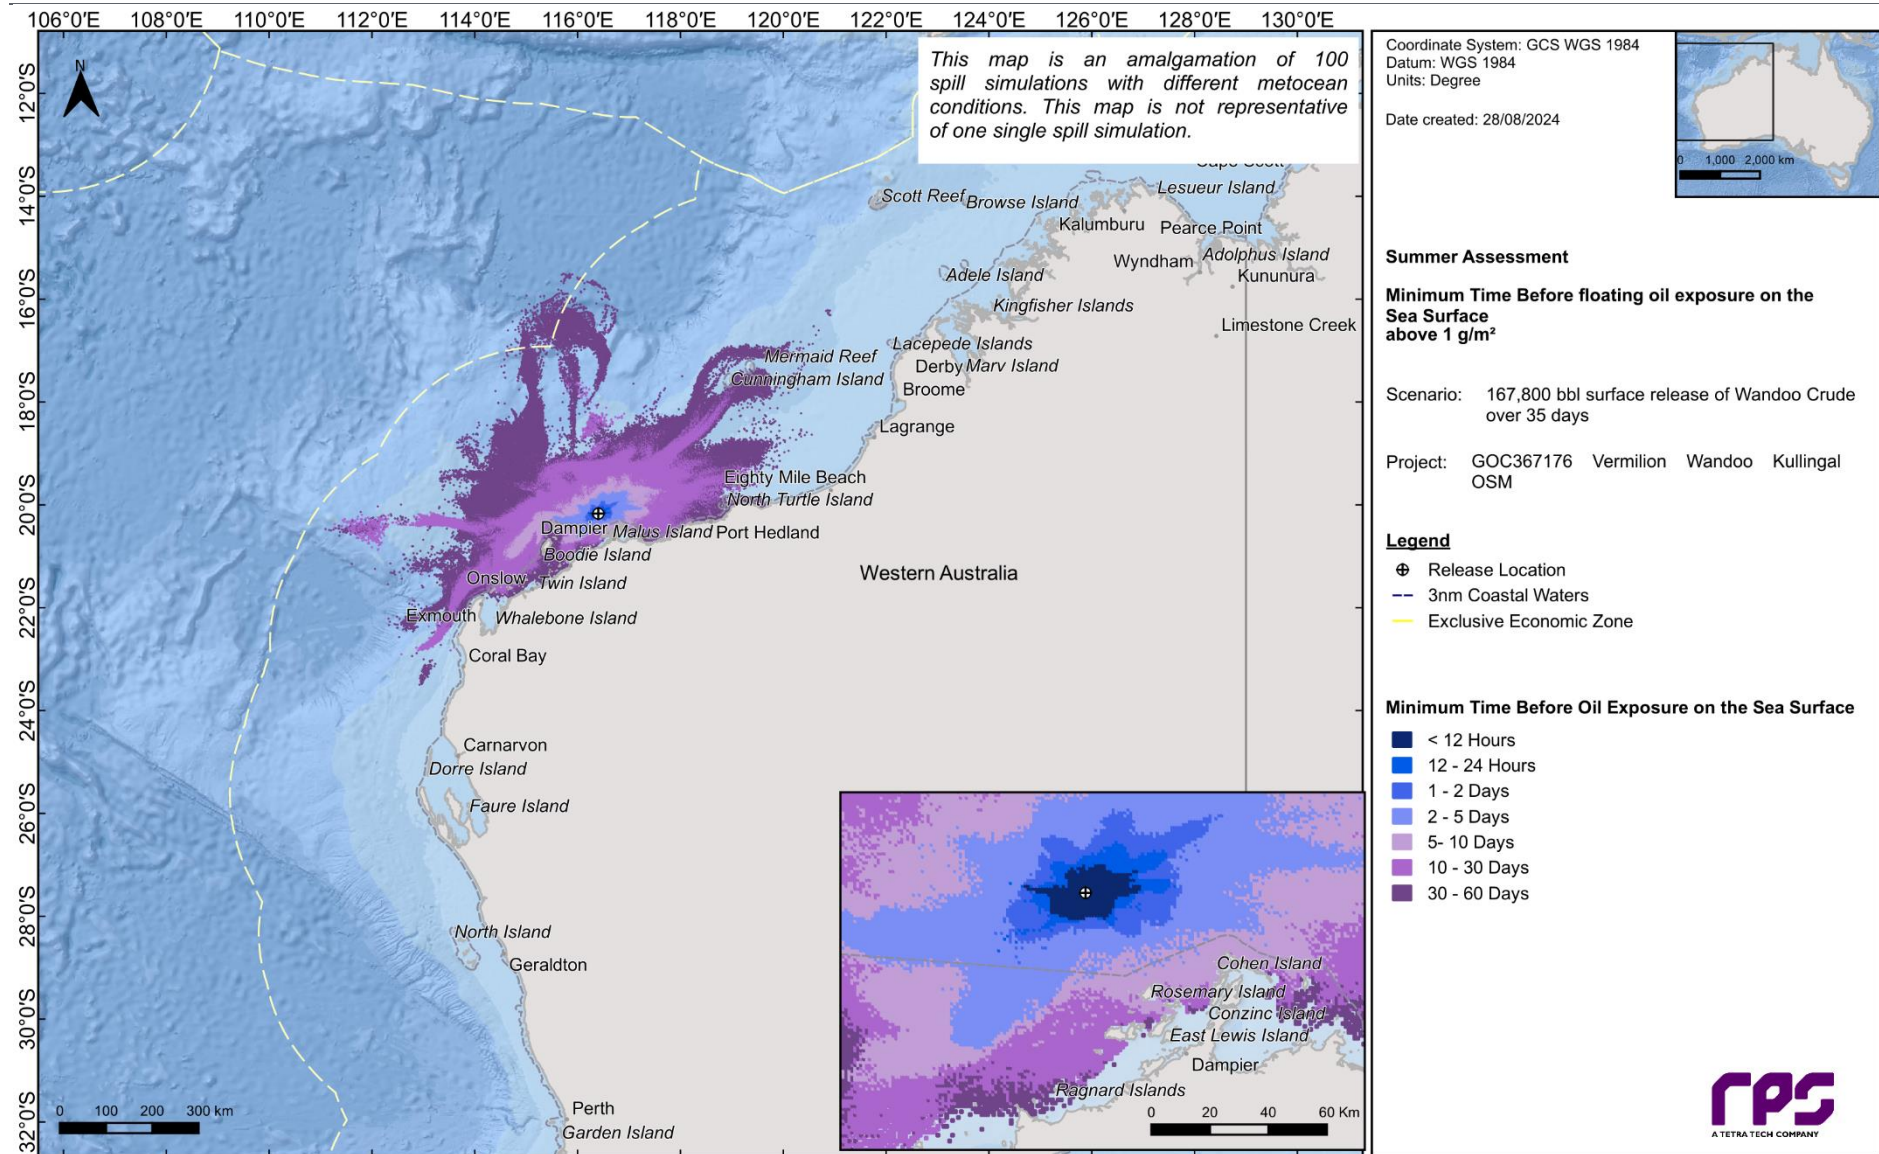 106°0'E 108°0'E 110°0'E 112°0'E 114°0'E 116°0'E 118°0'E 120°0'E 122°0'E 124°0'E 126°0'E 128°0'E 130°0'E
12°0'S
14°0'S
16°0'S
18°0'S
20°0'S
22°0'S
24°0'S
26°0'S
28°0'S
30°0'S
32°0'S
N
This map is an amalgamation of 100
spill simulations with different metocean
conditions. This map is not representative
of one single spill simulation.
Cape Scott
Lesueur Island
Scott Reef
Browse Island
Kalumburu
Pearce Point
Adolphus Island
Wyndham
Kununura
Adele Island
Kingfisher Islands
Limestone Creek
Lacepede Islands
Mermaid Reef
Derby
Mary Island
Cunningham Island
Broome
Lagrange
Eighty Mile Beach
North Turtle Island
Dampier
Malus Island
Port Hedland
Boodie Island
Western Australia
Onslow
Twin Island
Exmouth
Whalebone Island
Coral Bay
Carnarvon
Dorre Island
Faure Island
North Island
Geraldton
Perth
Garden Island
0 100 200 300 km
Cohen Island
Rosemary Island
Conzinc Island
East Lewis Island
Dampier
Ragnard Islands
0 20 40 60 Km
Coordinate System: GCS WGS 1984
Datum: WGS 1984
Units: Degree
Date created: 28/08/2024
0 1,000 2,000 km
Summer Assessment
Minimum Time Before floating oil exposure on the
Sea Surface
above 1 g/m²
Scenario: 167,800 bbl surface release of Wandoo Crude
over 35 days
Project: GOC367176 Vermilion Wandoo Kullingal
OSM
Legend
Release Location
3nm Coastal Waters
Exclusive Economic Zone
Minimum Time Before Oil Exposure on the Sea Surface
< 12 Hours
12 - 24 Hours
1 - 2 Days
2 - 5 Days
5- 10 Days
10 - 30 Days
30 - 60 Days
rps
A TETRA TECH COMPANY